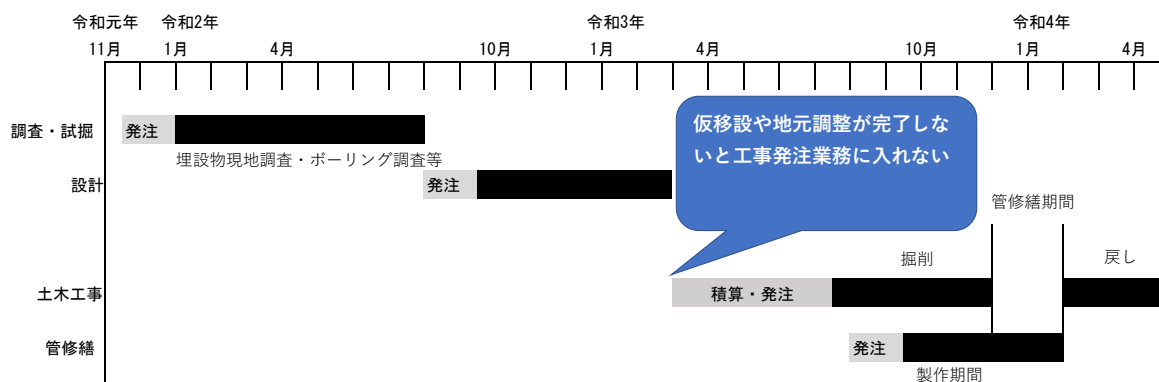 令和元年 令和2年 令和3年 令和4年
11月 1月 4月 10月 1月 4月 10月 1月 4月
調査・試掘 発注
埋設物現地調査・ボーリング調査等
設計 発注
仮移設や地元調整が完了しな
いと工事発注業務に入れない
管修繕期間
掘削 戻し
土木工事 積算・発注
管修繕 発注
製作期間